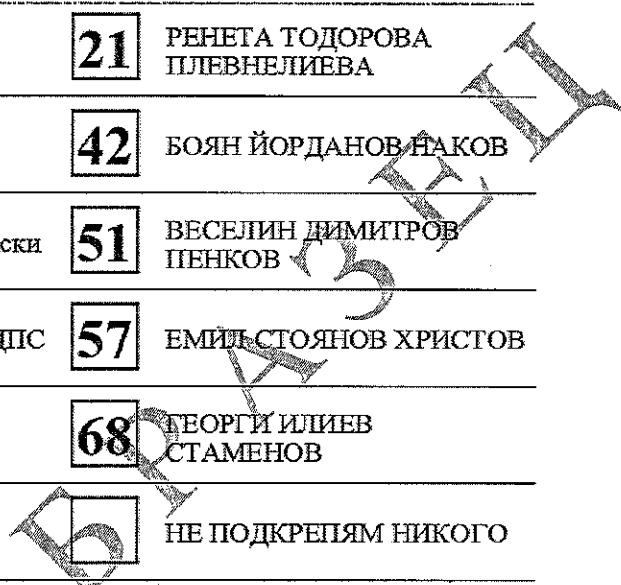 21 РЕНЕТА ТОДОРОВА
ПЛЕВНЕЛИЕВА
42 БОЯН ЙОРДАНОВ НАКОВ
ски 51 ВЕСЕЛИН ДИМИТРОВ
ПЕНКОВ
ДПС 57 ЕМИЛ СТОЯНОВ ХРИСТОВ
68 ГЕОРГИ ИЛИЕВ
СТАМЕНОВ
НЕ ПОДКРЕПЯМ НИКОГО
БРАЗЕЦ